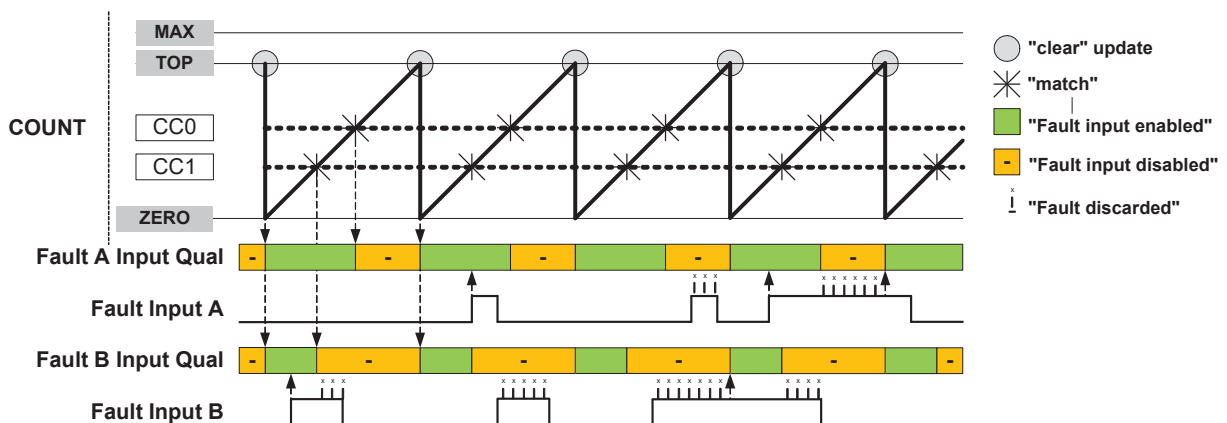 MAX
"clear" update
TOP
"match"
COUNT
CC0
"Fault input enabled"
CC1
-
"Fault input disabled"
x
"Fault discarded"
ZERO
Fault A Input Qual
- - - - -
x x x x x x x x x
Fault Input A
Fault B Input Qual
- - - - - -
x x x x x x x x x x x x x x x x x x x
Fault Input B